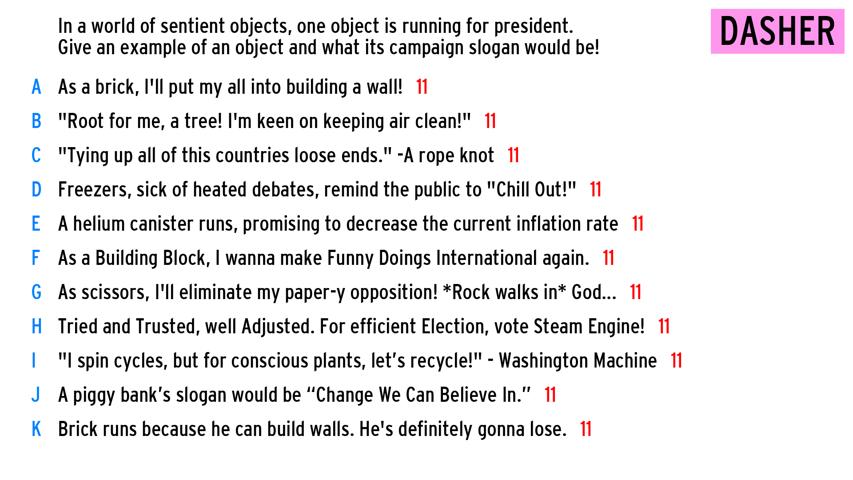 In a world of sentient objects, one object is running for president.
Give an example of an object and what its campaign slogan would be!
DASHER
A As a brick, I'll put my all into building a wall! 11
B "Root for me, a tree! I'm keen on keeping air clean!" 11
C "Tying up all of this countries loose ends." -A rope knot 11
D Freezers, sick of heated debates, remind the public to "Chill Out!" 11
E A helium canister runs, promising to decrease the current inflation rate 11
F As a Building Block, I wanna make Funny Doings International again. 11
G As scissors, I'll eliminate my paper-y opposition! *Rock walks in* God... 11
H Tried and Trusted, well Adjusted. For efficient Election, vote Steam Engine! 11
I "I spin cycles, but for conscious plants, let’s recycle!" - Washington Machine 11
J A piggy bank’s slogan would be “Change We Can Believe In.” 11
K Brick runs because he can build walls. He's definitely gonna lose. 11